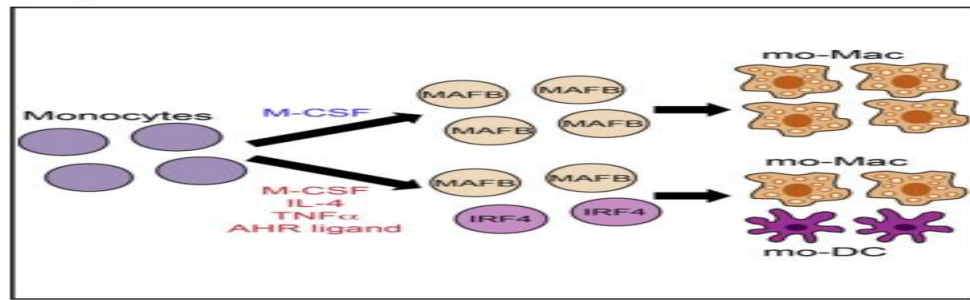 mo-Mac
Monocytes
M-CSF
MAFB
MAFB
MAFB
MAFB
M-CSF
IL-4
TNFα
AHR ligand
MAFB
MAFB
IRF4
IRF4
mo-Mac
mo-DC